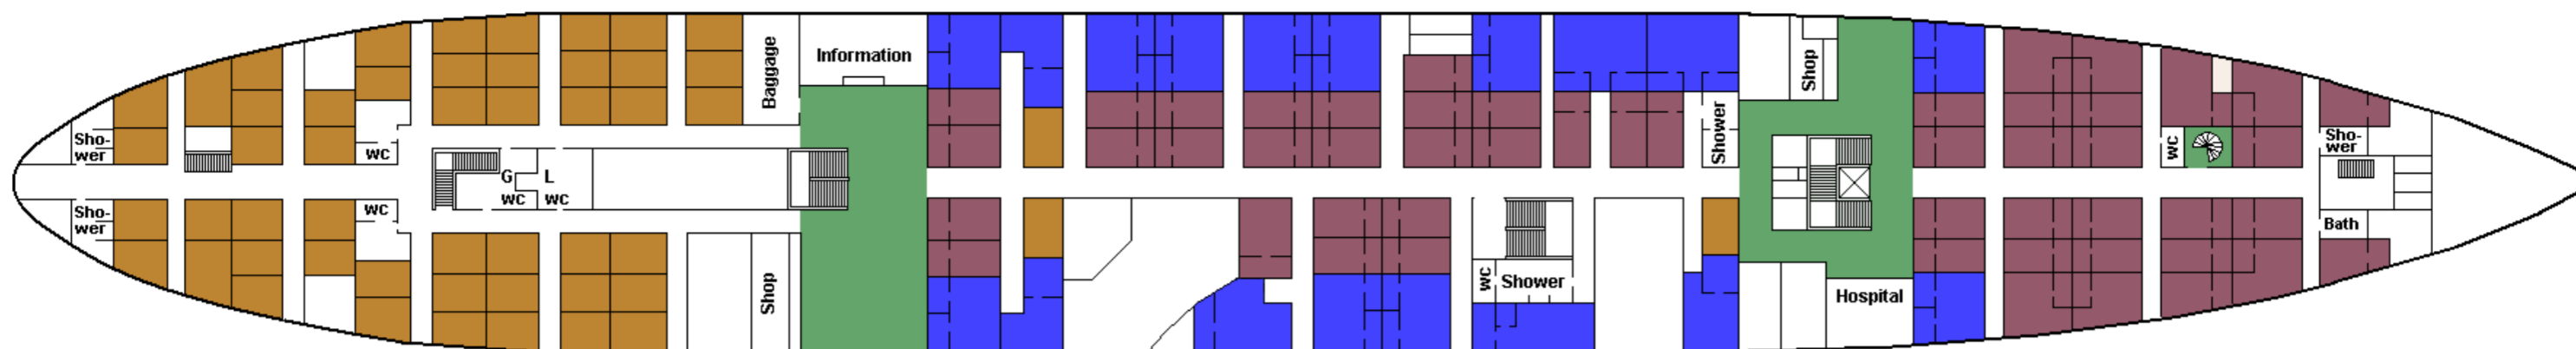 Baggage
Information
Shop
Sho-
wer
wc
Shower
wc
Sho-
wer
G
L
wc
wc
Sho-
wer
wc
Bath
Shop
wc
Shower
Hospital